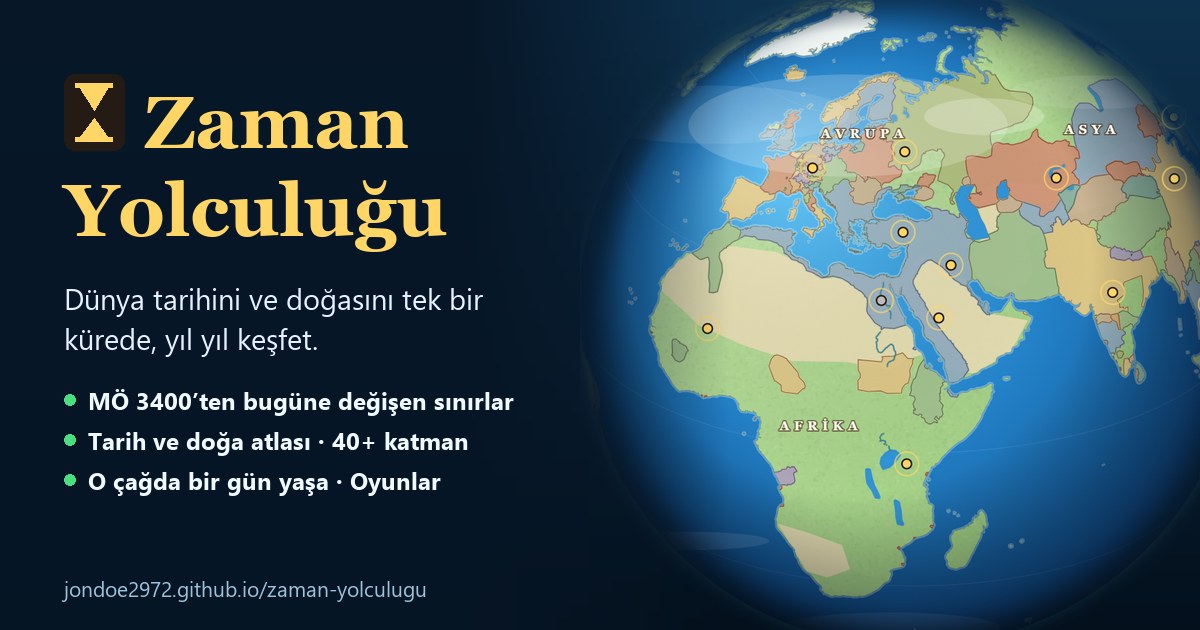 Zaman
Yolculuğu
Dünya tarihini ve doğasını tek bir
kürede, yıl yıl keşfet.
MÖ 3400’ten bugüne değişen sınırlar
Tarih ve doğa atlası · 40+ katman
O çağda bir gün yaşa · Oyunlar
jondoe2972.github.io/zaman-yolculugu
AVRUPA
ASYA
AFRİKA